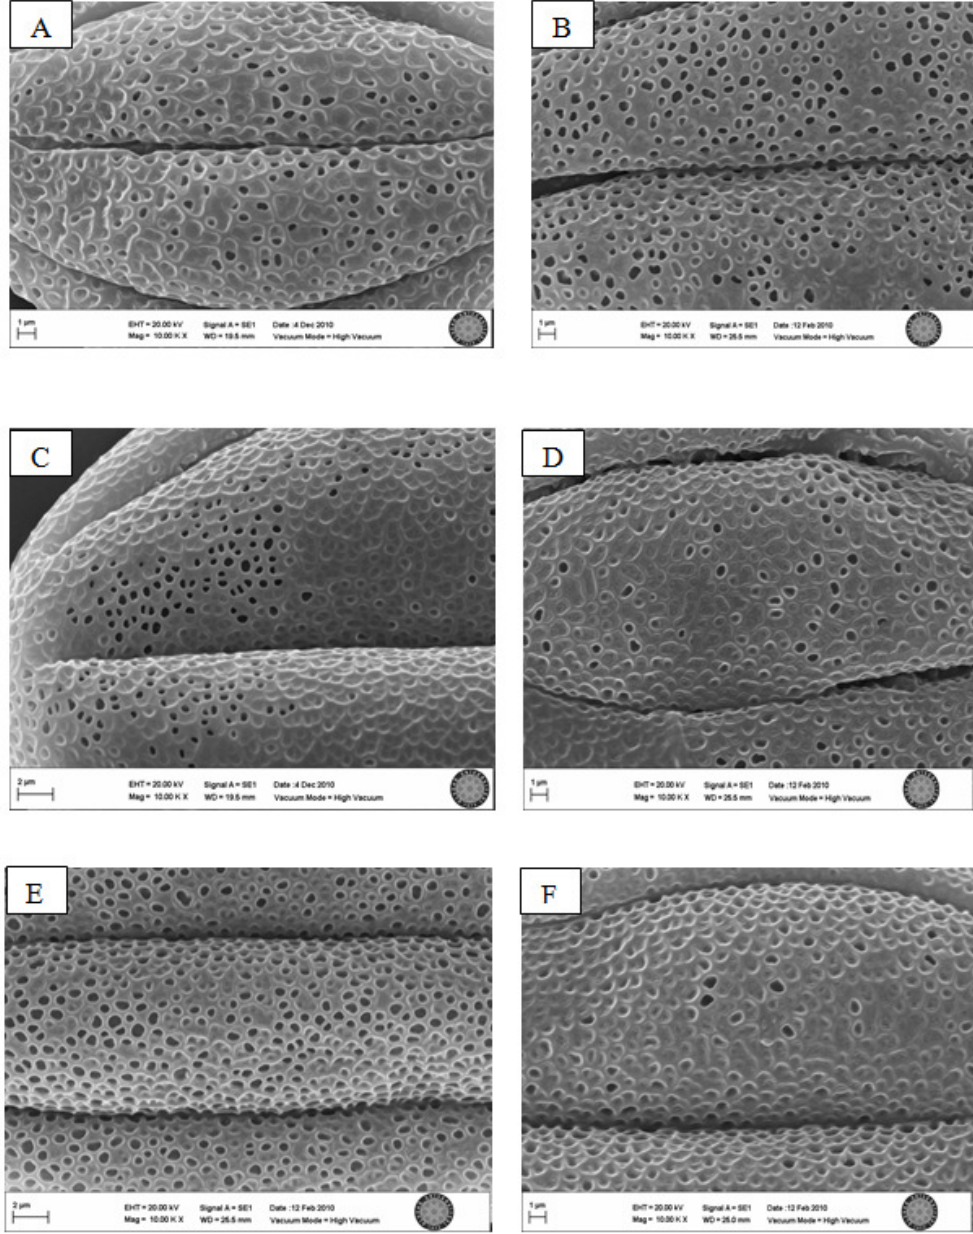 A
1 µm
EHT = 20.00 kV Signal A = SE1 Date :4 Dec 2010
Mag = 10.00 K X WD = 19.5 mm Vacuum Mode = High Vacuum
B
1 µm
EHT = 20.00 kV Signal A = SE1 Date :12 Feb 2010
Mag = 10.00 K X WD = 25.5 mm Vacuum Mode = High Vacuum
C
2 µm
EHT = 20.00 kV Signal A = SE1 Date :4 Dec 2010
Mag = 10.00 K X WD = 19.5 mm Vacuum Mode = High Vacuum
D
1 µm
EHT = 20.00 kV Signal A = SE1 Date :12 Feb 2010
Mag = 10.00 K X WD = 25.5 mm Vacuum Mode = High Vacuum
E
2 µm
EHT = 20.00 kV Signal A = SE1 Date :12 Feb 2010
Mag = 10.00 K X WD = 25.5 mm Vacuum Mode = High Vacuum
F
1 µm
EHT = 20.00 kV Signal A = SE1 Date :12 Feb 2010
Mag = 10.00 K X WD = 25.0 mm Vacuum Mode = High Vacuum